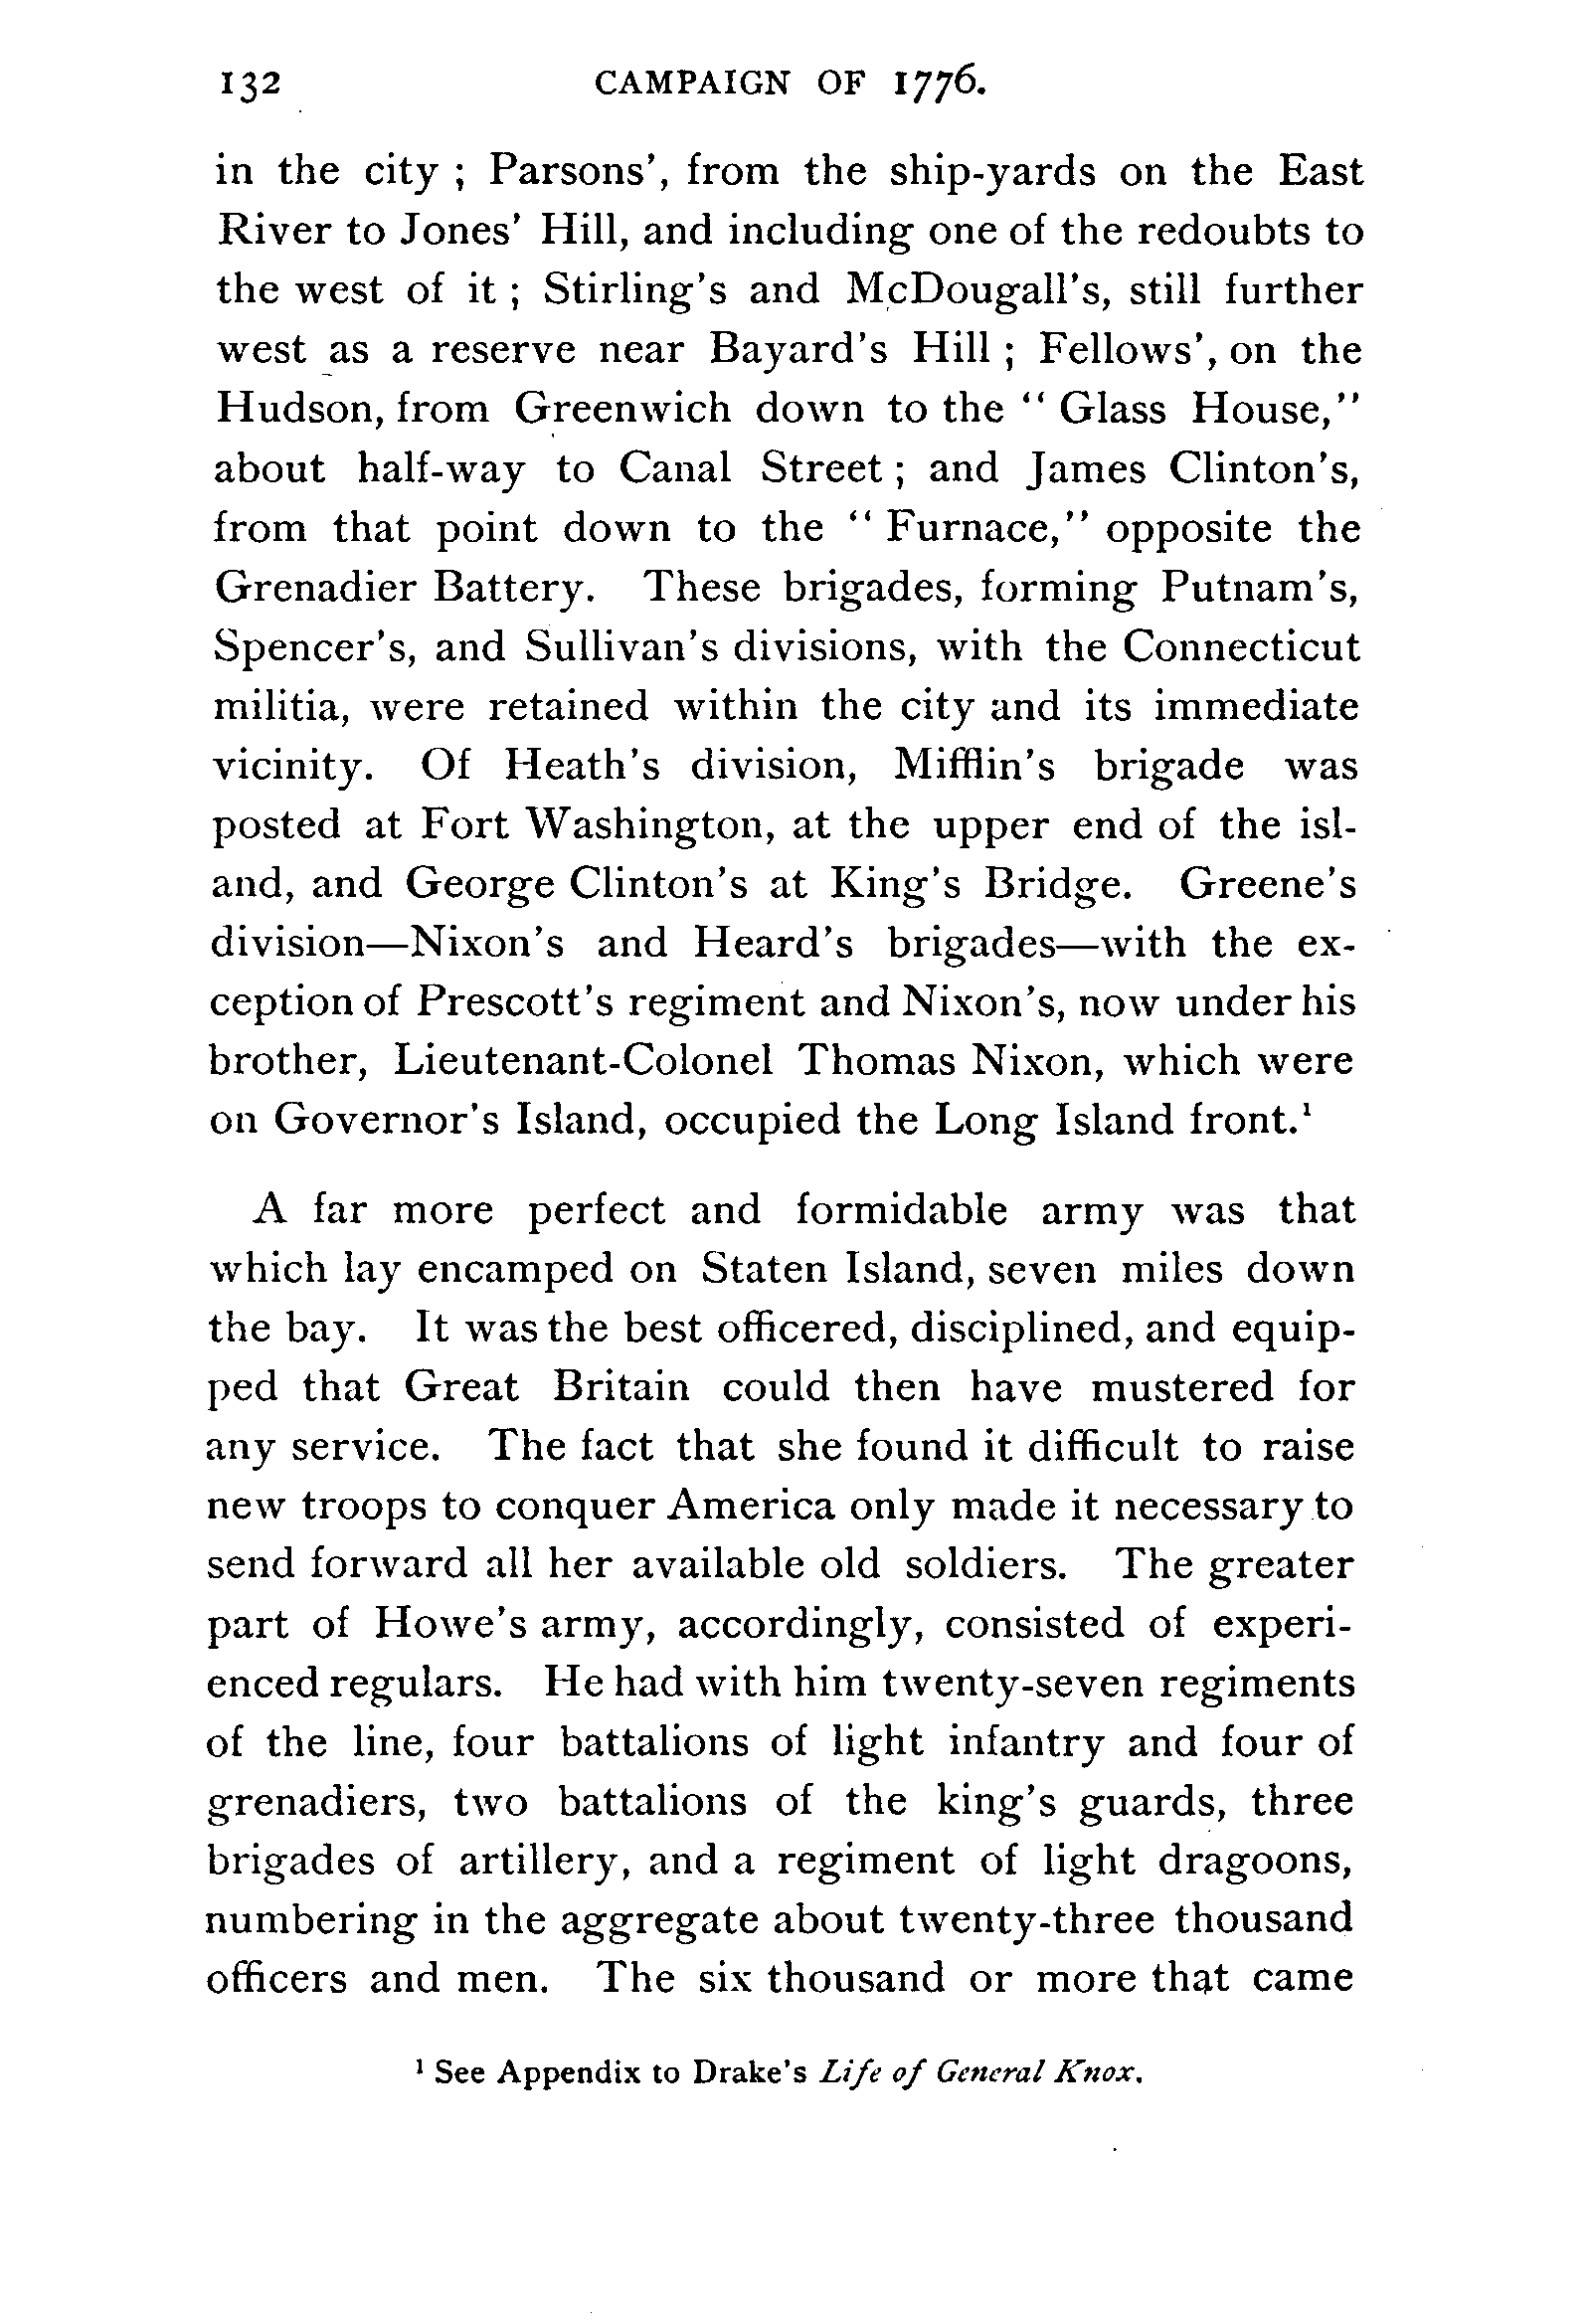 132 CAMPAIGN OF 1776.
in the city ; Parsons', from the ship-yards on the East
River to Jones' Hill, and including one of the redoubts to
the west of it ; Stirling's and McDougall's, still further
west as a reserve near Bayard's Hill ; Fellows', on the
Hudson, from Greenwich down to the “ Glass House,”
about half-way to Canal Street ; and James Clinton's,
from that point down to the “ Furnace,” opposite the
Grenadier Battery. These brigades, forming Putnam's,
Spencer's, and Sullivan's divisions, with the Connecticut
militia, were retained within the city and its immediate
vicinity. Of Heath's division, Mifflin's brigade was
posted at Fort Washington, at the upper end of the isl-
and, and George Clinton's at King's Bridge. Greene's
division—Nixon's and Heard's brigades—with the ex-
ception of Prescott's regiment and Nixon's, now under his
brother, Lieutenant-Colonel Thomas Nixon, which were
on Governor's Island, occupied the Long Island front.¹
A far more perfect and formidable army was that
which lay encamped on Staten Island, seven miles down
the bay. It was the best officered, disciplined, and equip-
ped that Great Britain could then have mustered for
any service. The fact that she found it difficult to raise
new troops to conquer America only made it necessary to
send forward all her available old soldiers. The greater
part of Howe's army, accordingly, consisted of experi-
enced regulars. He had with him twenty-seven regiments
of the line, four battalions of light infantry and four of
grenadiers, two battalions of the king's guards, three
brigades of artillery, and a regiment of light dragoons,
numbering in the aggregate about twenty-three thousand
officers and men. The six thousand or more that came
¹ See Appendix to Drake's Life of General Knox.